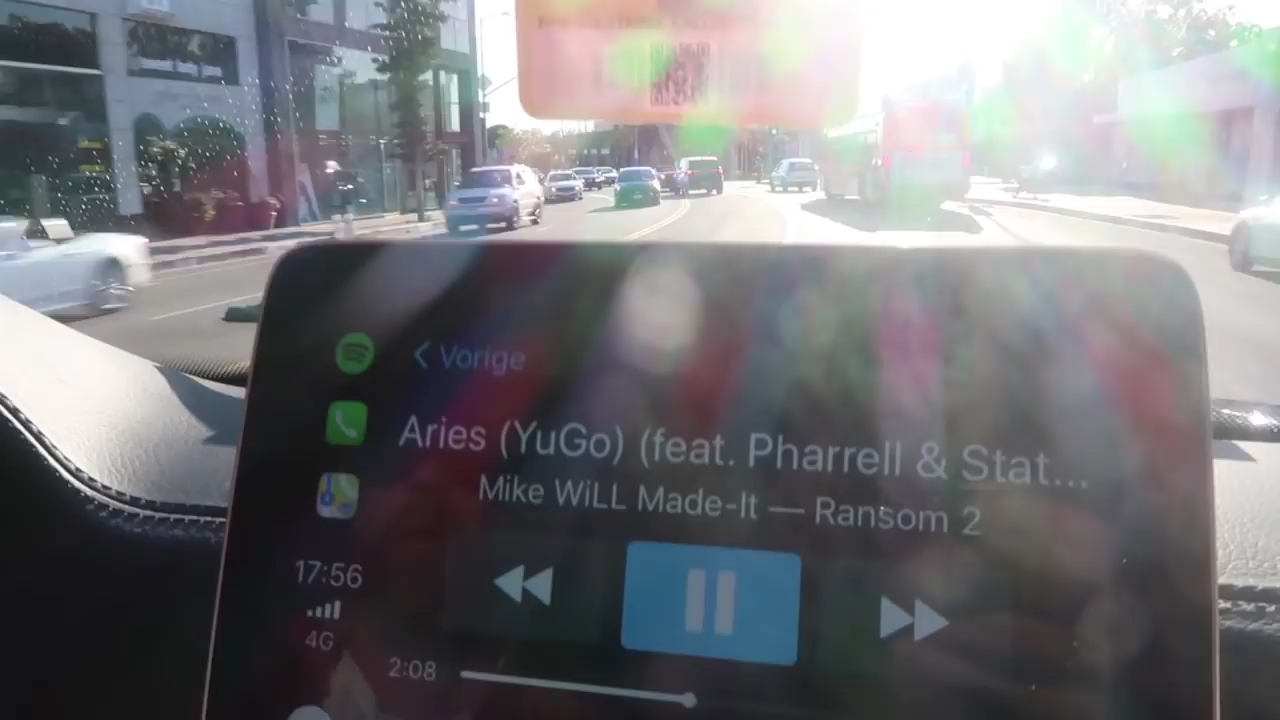 < Vorige
Aries (YuGo) (feat. Pharrell & Stat...
Mike WiLL Made-It — Ransom 2
17:56
4G
2:08